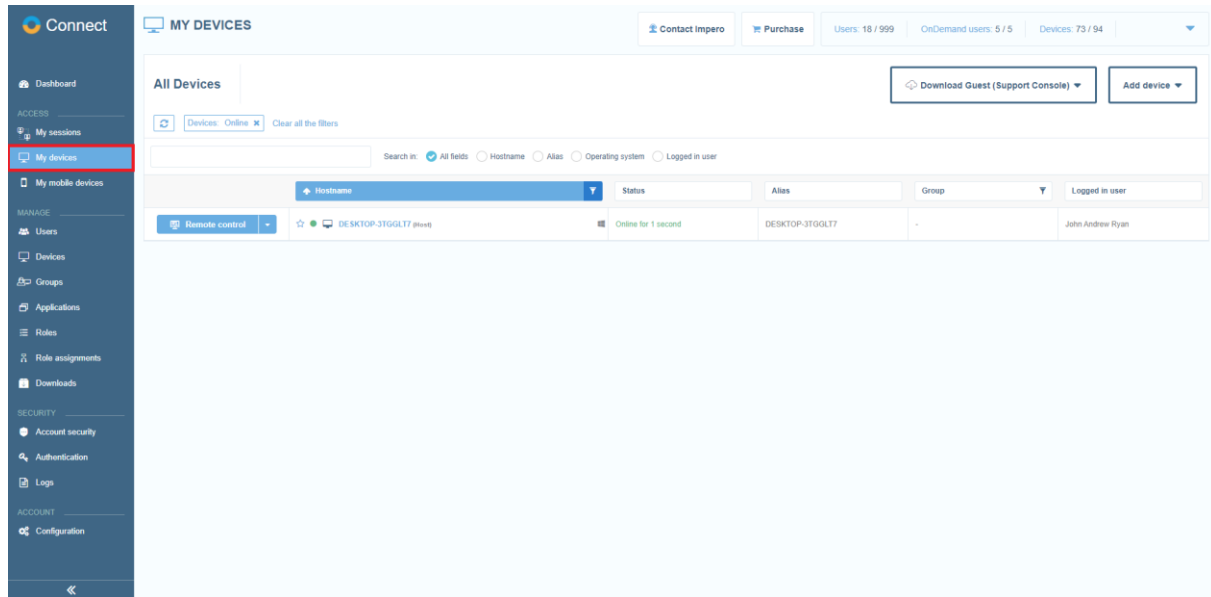 Connect
MY DEVICES
Contact Impero
Purchase
Users: 18 / 999
OnDemand users: 5 / 5
Devices: 73 / 94
Dashboard
ACCESS
My sessions
My devices
My mobile devices
MANAGE
Users
Devices
Groups
Applications
Roles
Role assignments
Downloads
SECURITY
Account security
Authentication
Logs
ACCOUNT
Configuration
All Devices
Download Guest (Support Console)
Add device
Devices: Online
Clear all the filters
Search in: All fields Hostname Alias Operating system Logged in user
Hostname Status Alias Group Logged in user
Remote control DESKTOP-3TGGLT7 (Host) Online for 1 second DESKTOP-3TGGLT7 - John Andrew Ryan